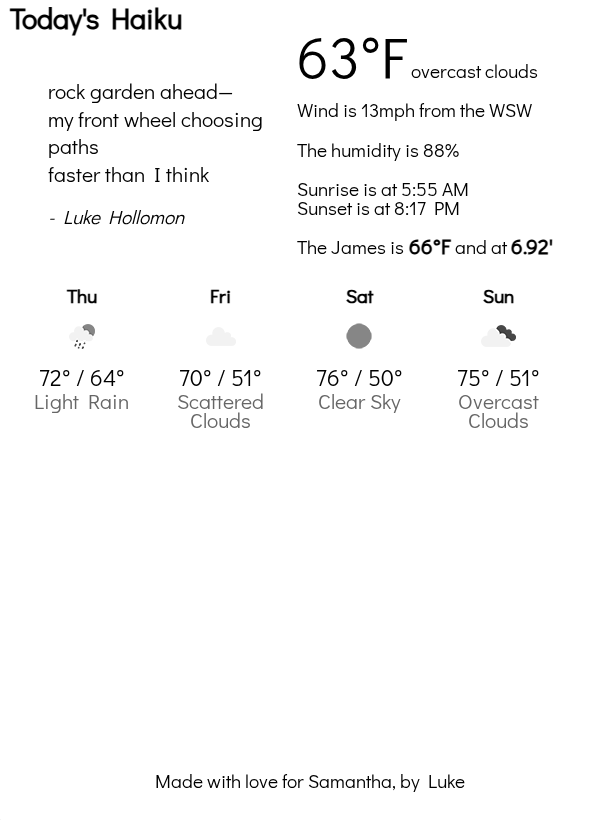 Today's Haiku
rock garden ahead—
my front wheel choosing
paths
faster than I think
- Luke Hollomon
63°F overcast clouds
Wind is 13mph from the WSW
The humidity is 88%
Sunrise is at 5:55 AM
Sunset is at 8:17 PM
The James is 66°F and at 6.92'
Thu Fri Sat Sun
72° / 64° 70° / 51° 76° / 50° 75° / 51°
Light Rain Scattered Clear Sky Overcast
Clouds Clouds
Made with love for Samantha, by Luke